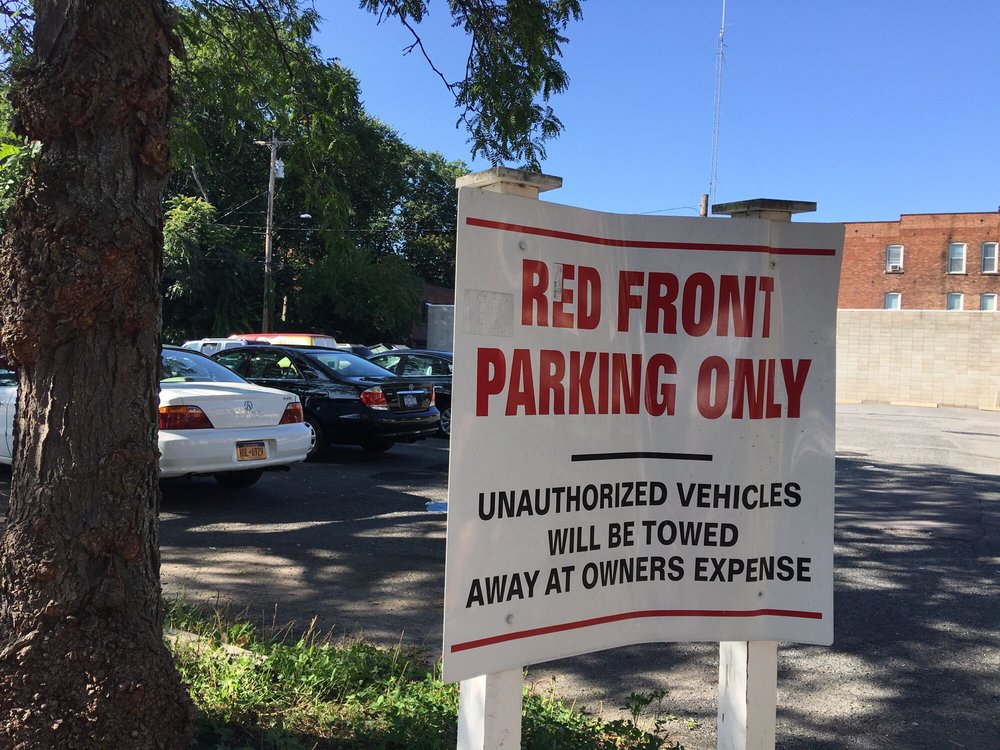 RED FRONT
PARKING ONLY
UNAUTHORIZED VEHICLES
WILL BE TOWED
AWAY AT OWNERS EXPENSE